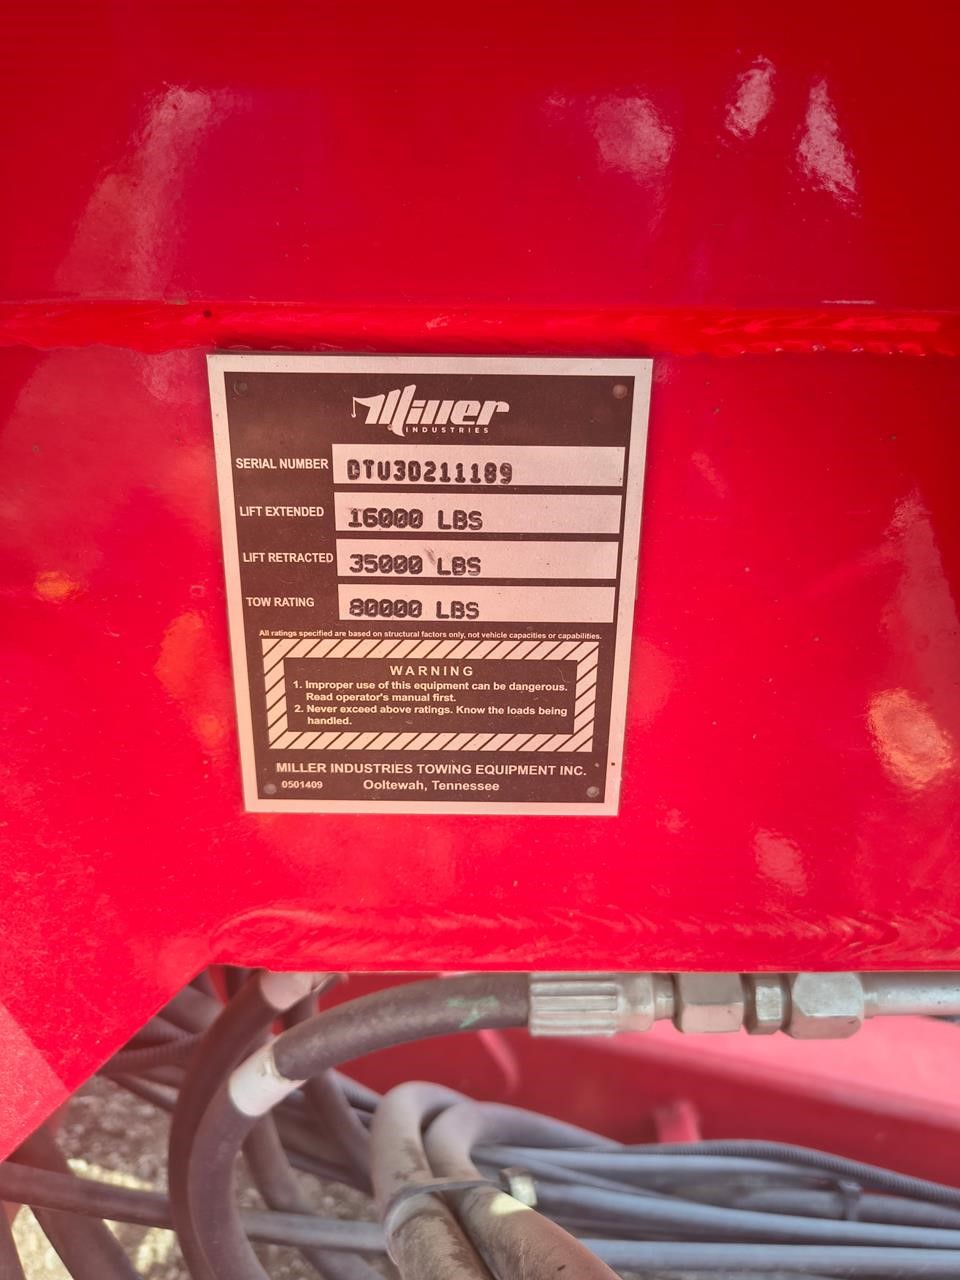 Miller
INDUSTRIES
SERIAL NUMBER DTU3D211189
LIFT EXTENDED 16000 LBS
LIFT RETRACTED 35000 LBS
TOW RATING 80000 LBS
All ratings specified are based on structural factors only, not vehicle capacities or capabilities.
WARNING
1. Improper use of this equipment can be dangerous.
Read operator's manual first.
2. Never exceed above ratings. Know the loads being
handled.
MILLER INDUSTRIES TOWING EQUIPMENT INC.
0501409 Ooltewah, Tennessee